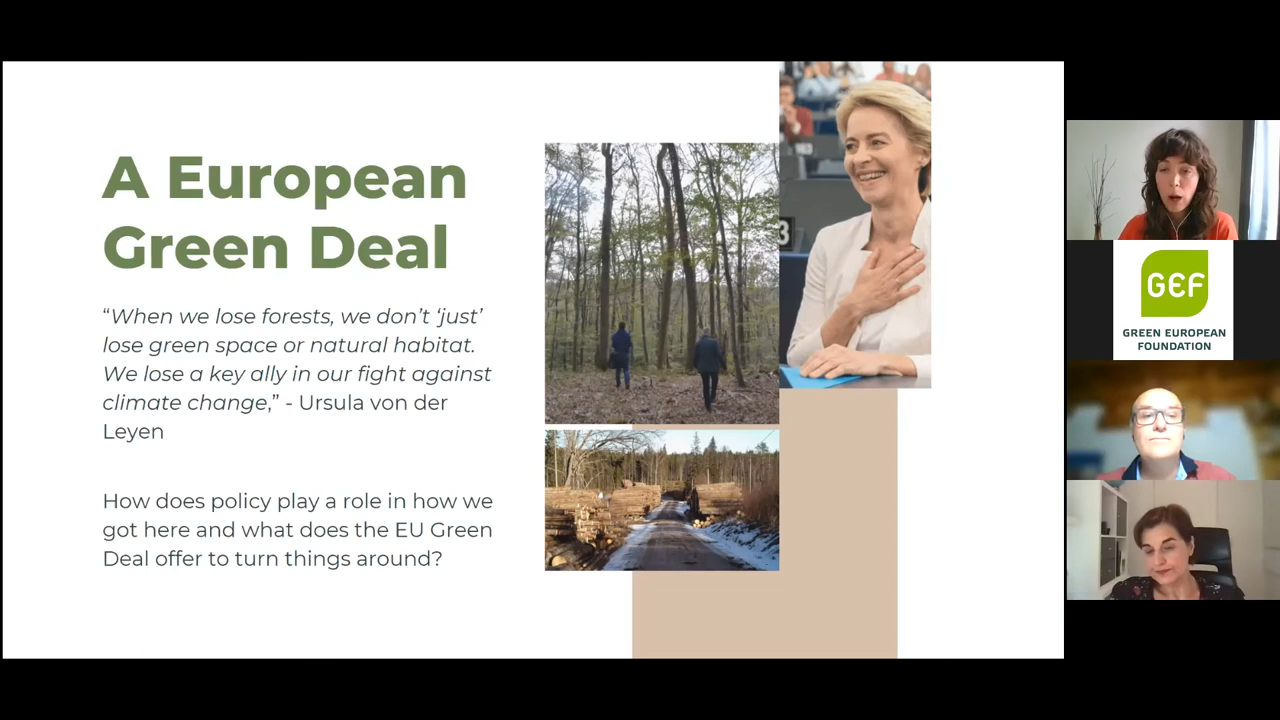 A European
Green Deal
“When we lose forests, we don’t ‘just’
lose green space or natural habitat.
We lose a key ally in our fight against
climate change,” - Ursula von der
Leyen
How does policy play a role in how we
got here and what does the EU Green
Deal offer to turn things around?
3
GEF
GREEN EUROPEAN
FOUNDATION